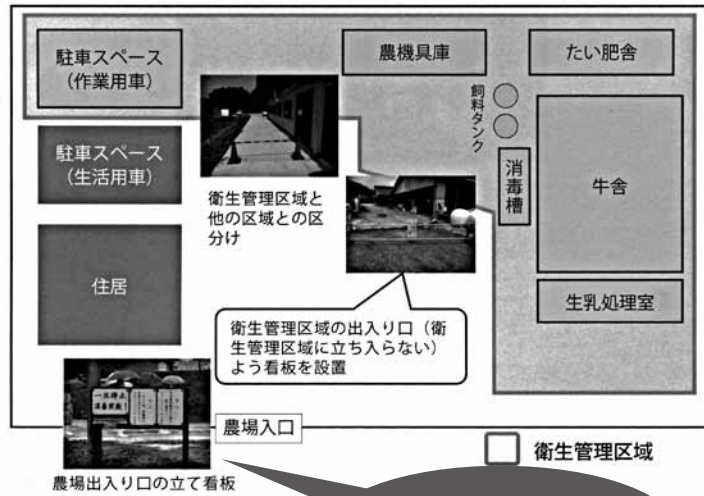 駐車スペース
（作業用車）
農機具庫
たい肥舎
飼料タンク
駐車スペース
（生活用車）
消毒槽
牛舎
衛生管理区域と
他の区域との区
分け
住居
生乳処理室
衛生管理区域の出入り口（衛
生管理区域に立ち入らない）
よう看板を設置
一旦停止
農場入口
衛生管理区域
農場出入り口の立て看板